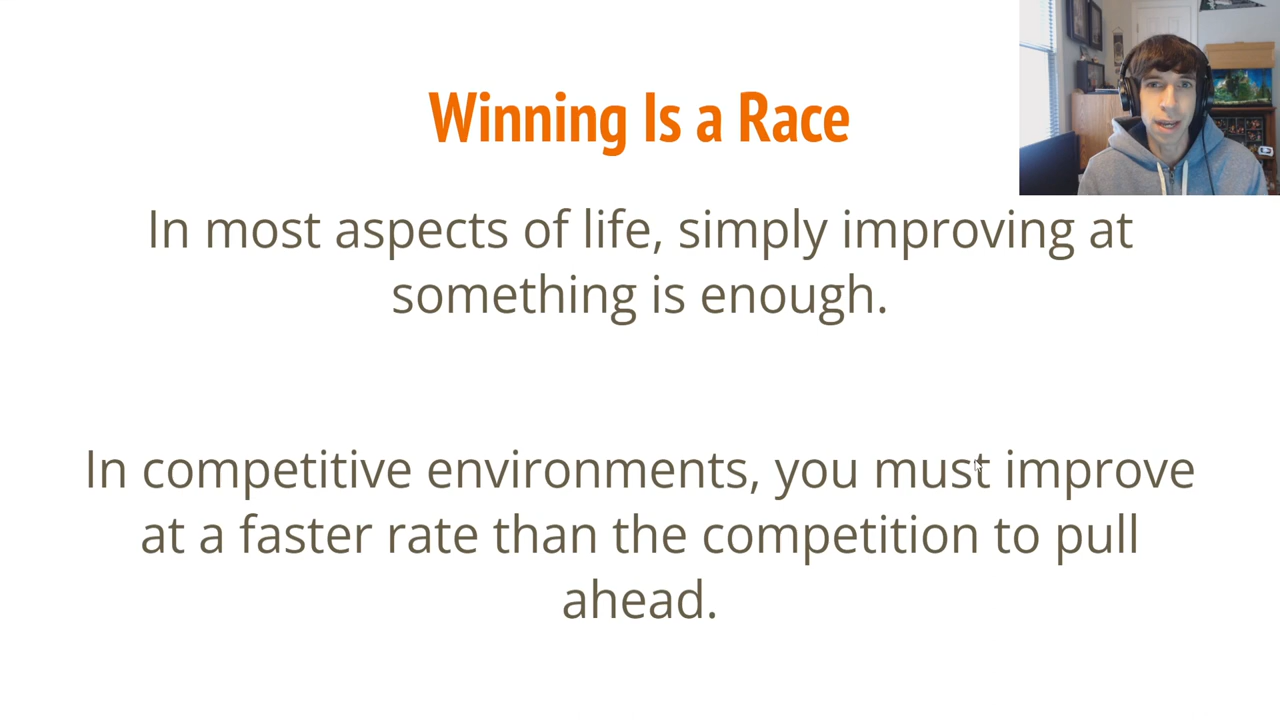 Winning Is a Race
In most aspects of life, simply improving at
something is enough.
In competitive environments, you must improve
at a faster rate than the competition to pull
ahead.